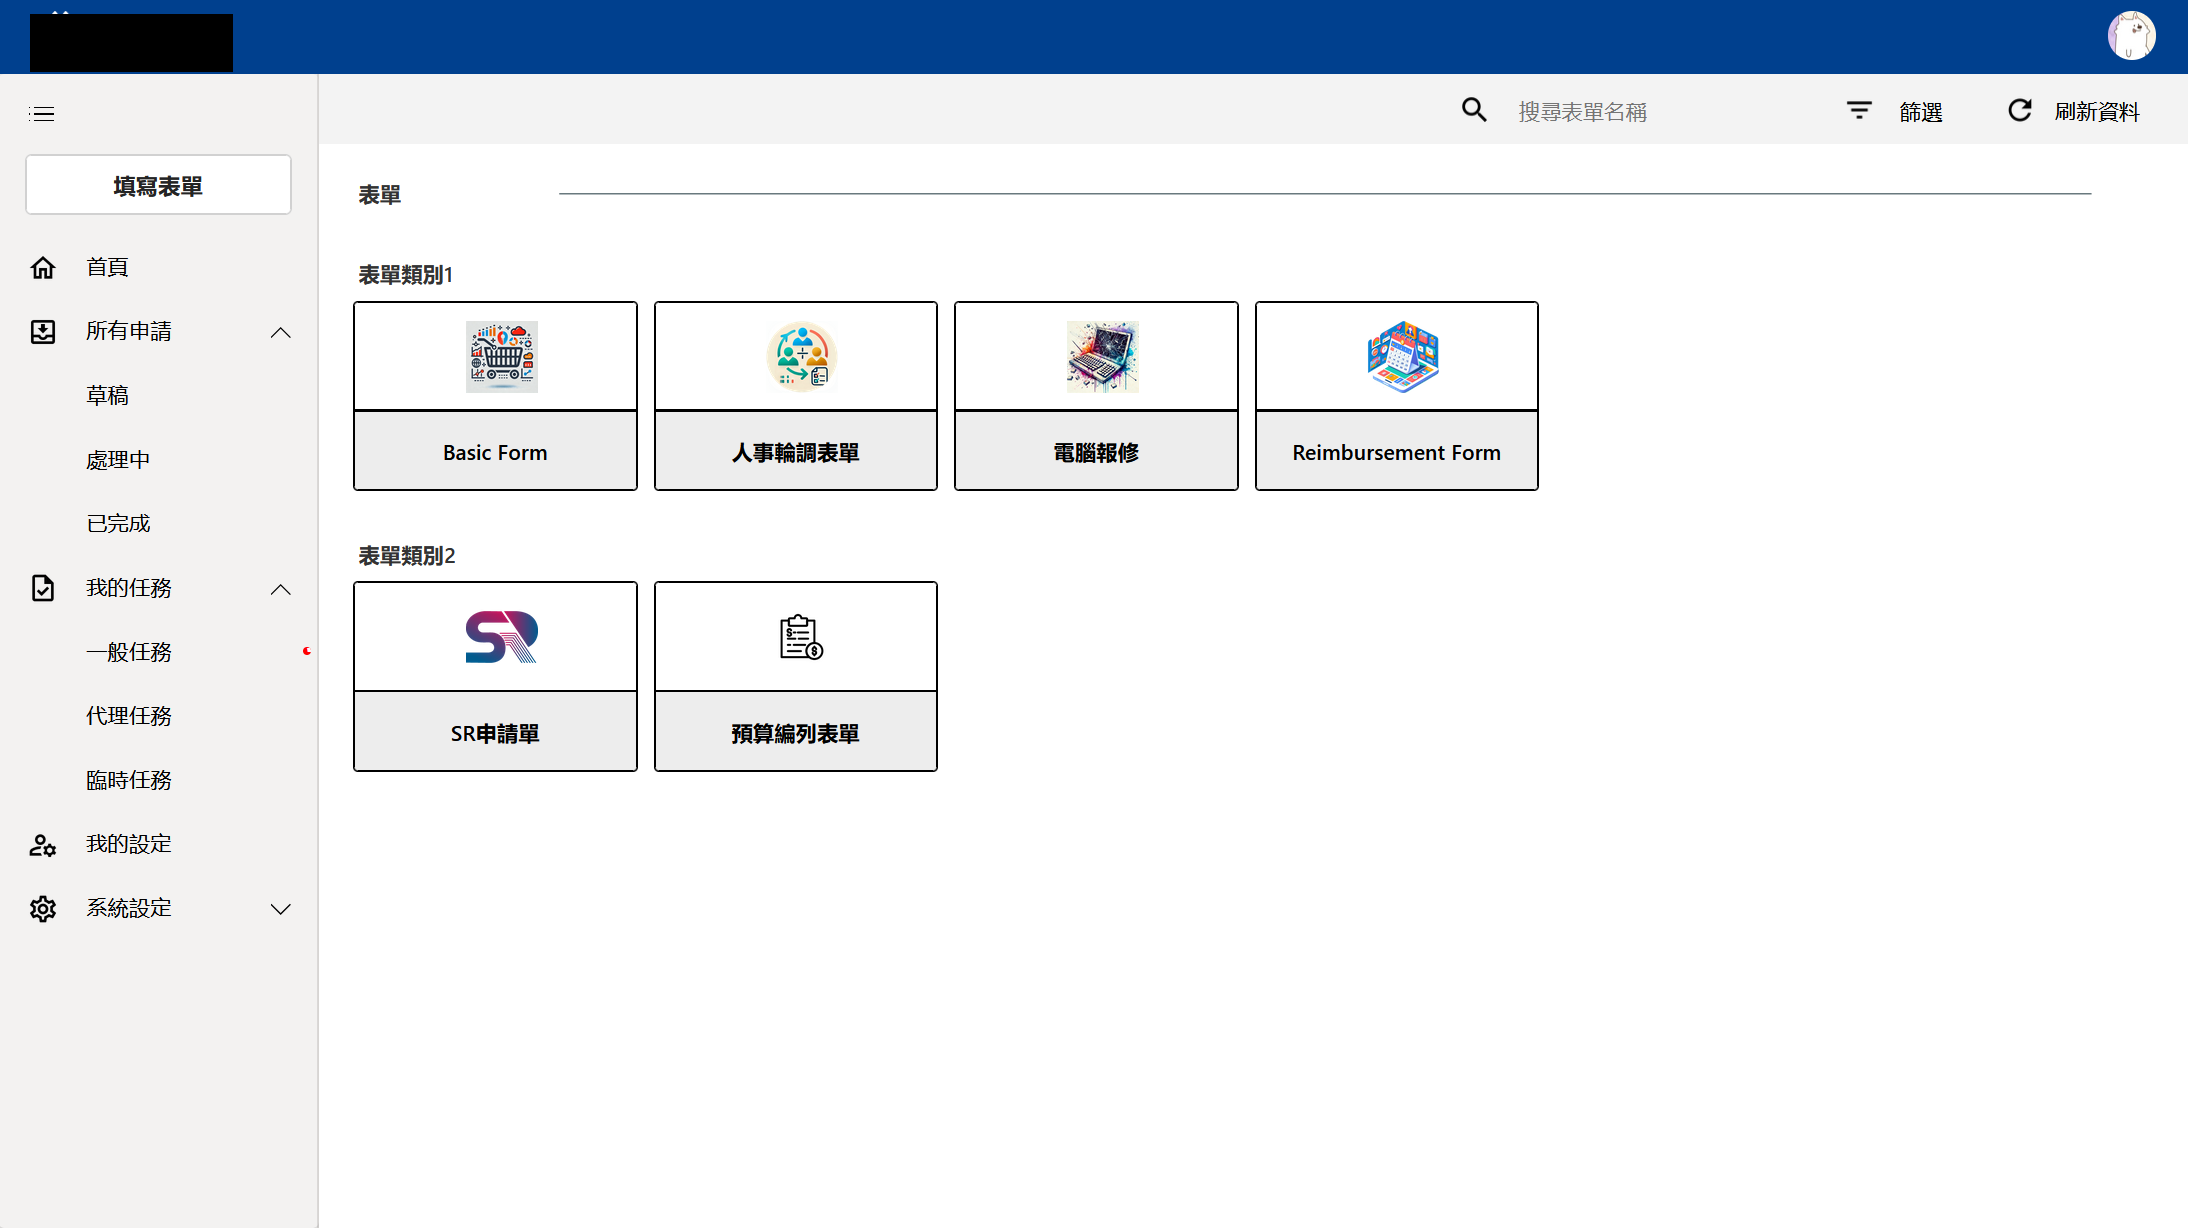 搜尋表單名稱
篩選
刷新資料
填寫表單
首頁
所有申請
草稿
處理中
已完成
我的任務
一般任務
代理任務
臨時任務
我的設定
系統設定
表單
表單類別1
Basic Form
人事輪調表單
電腦報修
Reimbursement Form
表單類別2
SR
SR申請單
預算編列表單